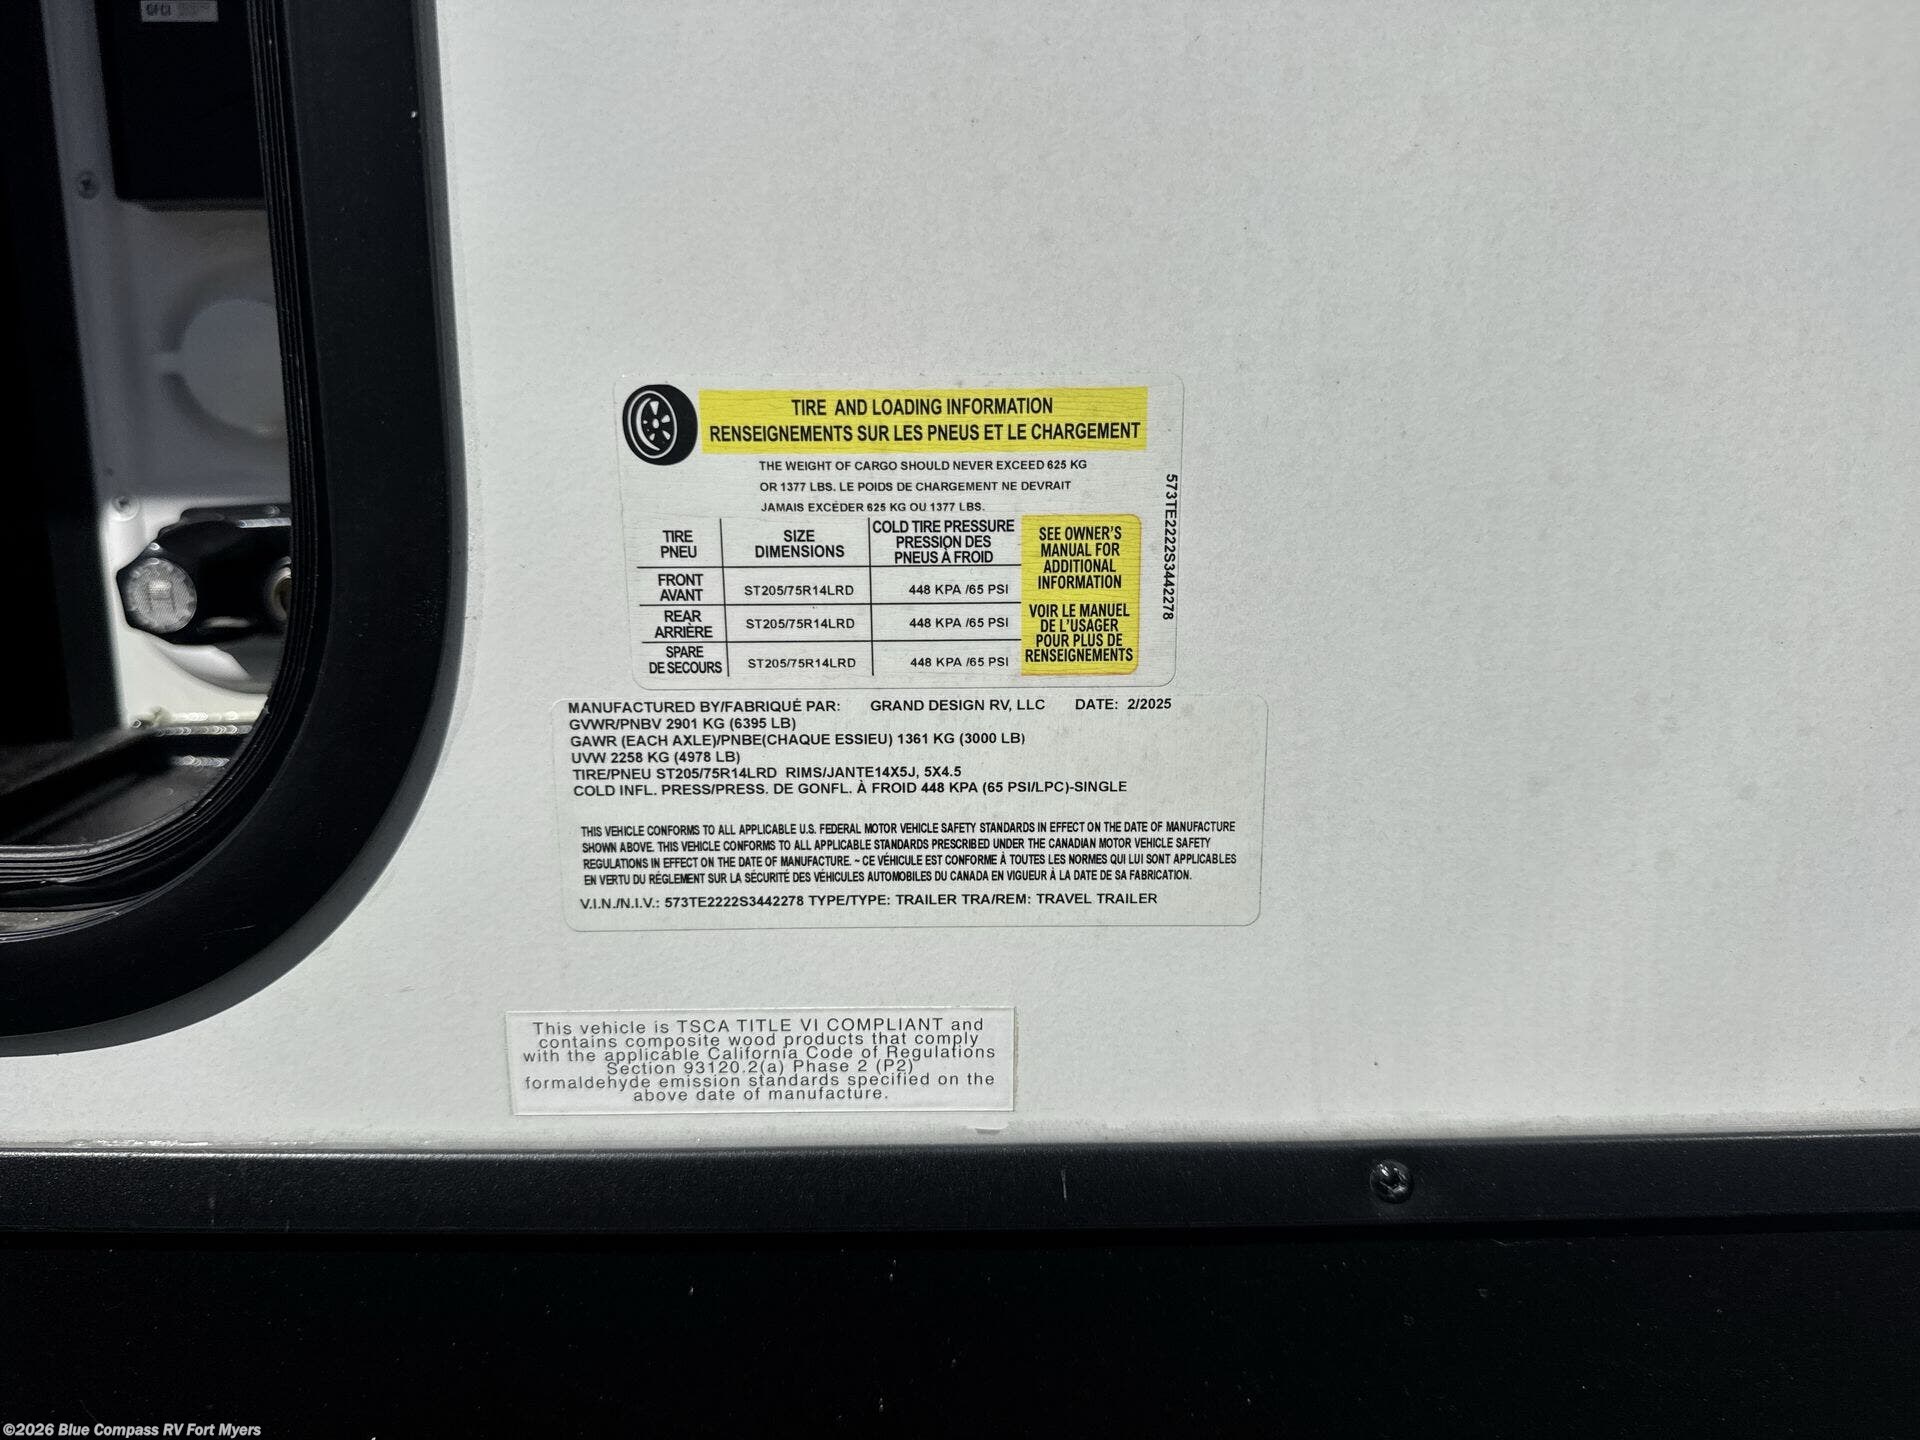 GFCI
TIRE AND LOADING INFORMATION
RENSEIGNEMENTS SUR LES PNEUS ET LE CHARGEMENT
THE WEIGHT OF CARGO SHOULD NEVER EXCEED 625 KG
OR 1377 LBS. LE POIDS DE CHARGEMENT NE DEVRAIT
JAMAIS EXCÉDER 625 KG OU 1377 LBS.
TIRE
PNEU
SIZE
DIMENSIONS
COLD TIRE PRESSURE
PRESSION DES
PNEUS À FROID
FRONT
AVANT
ST205/75R14LRD
448 KPA /65 PSI
REAR
ARRIÈRE
ST205/75R14LRD
448 KPA /65 PSI
SPARE
DE SECOURS
ST205/75R14LRD
448 KPA /65 PSI
SEE OWNER'S
MANUAL FOR
ADDITIONAL
INFORMATION
VOIR LE MANUEL
DE L'USAGER
POUR PLUS DE
RENSEIGNEMENTS
573TE2222S3442278
MANUFACTURED BY/FABRIQUÉ PAR: GRAND DESIGN RV, LLC DATE: 2/2025
GVWR/PNBV 2901 KG (6395 LB)
GAWR (EACH AXLE)/PNBE(CHAQUE ESSIEU) 1361 KG (3000 LB)
UVW 2258 KG (4978 LB)
TIRE/PNEU ST205/75R14LRD RIMS/JANTE14X5J, 5X4.5
COLD INFL. PRESS/PRESS. DE GONFL. À FROID 448 KPA (65 PSI/LPC)-SINGLE
THIS VEHICLE CONFORMS TO ALL APPLICABLE U.S. FEDERAL MOTOR VEHICLE SAFETY STANDARDS IN EFFECT ON THE DATE OF MANUFACTURE
SHOWN ABOVE. THIS VEHICLE CONFORMS TO ALL APPLICABLE STANDARDS PRESCRIBED UNDER THE CANADIAN MOTOR VEHICLE SAFETY
REGULATIONS IN EFFECT ON THE DATE OF MANUFACTURE. ~ CE VÉHICULE EST CONFORME À TOUTES LES NORMES QUI LUI SONT APPLICABLES
EN VERTU DU RÉGLEMENT SUR LA SÉCURITÉ DES VÉHICULES AUTOMOBILES DU CANADA EN VIGUEUR À LA DATE DE SA FABRICATION.
V.I.N./N.I.V.: 573TE2222S3442278 TYPE/TYPE: TRAILER TRA/REM: TRAVEL TRAILER
This vehicle is TSCA TITLE VI COMPLIANT and
contains composite wood products that comply
with the applicable California Code of Regulations
Section 93120.2(a) Phase 2 (P2)
formaldehyde emission standards specified on the
above date of manufacture.
©2026 Blue Compass RV Fort Myers